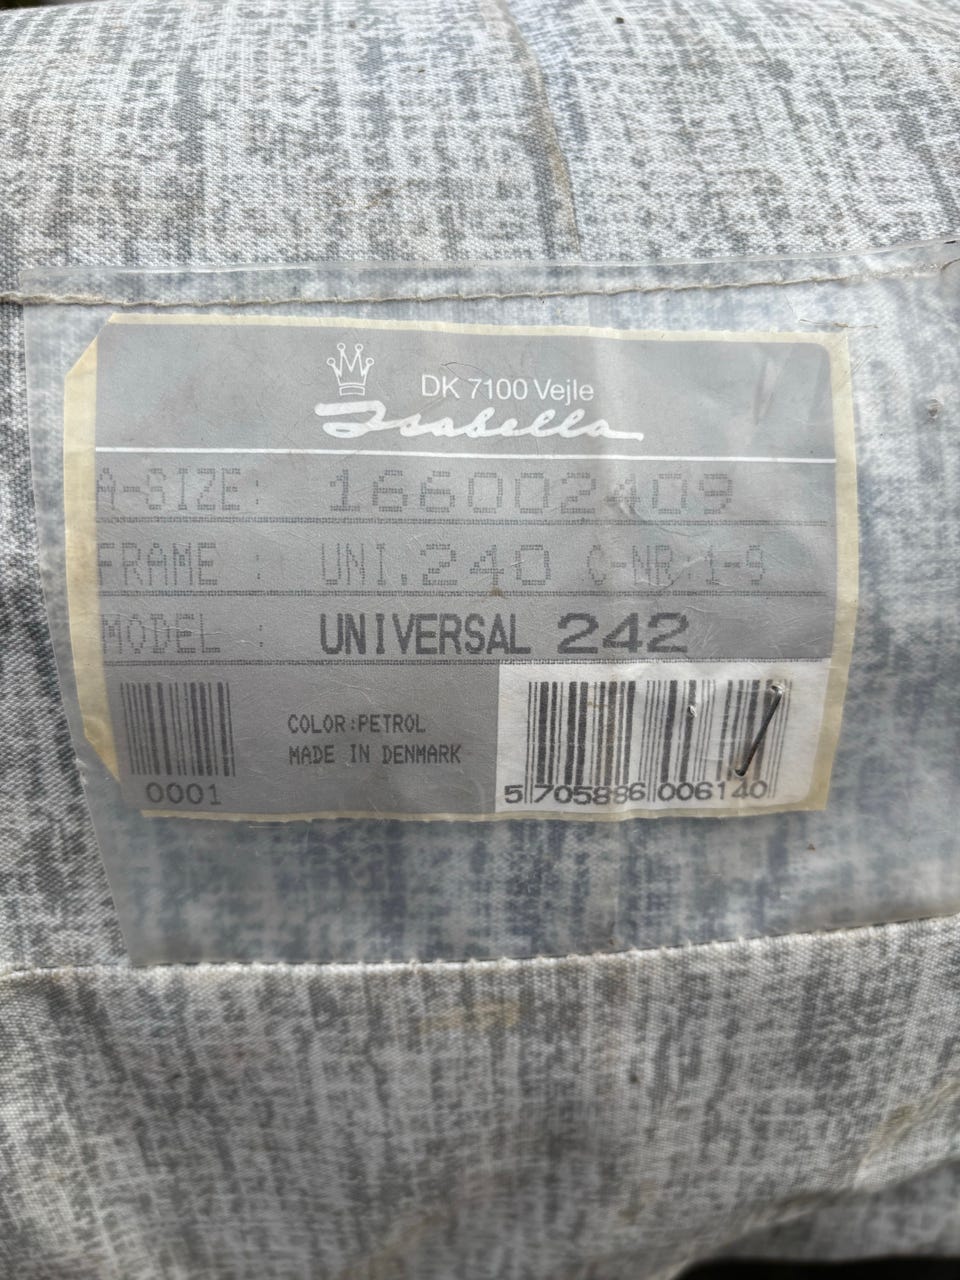 DK 7100 Vejle
Isabella
A-SIZE: 166002409
FRAME : UNI.240 C-NR:1-9
MODEL : UNIVERSAL 242
COLOR:PETROL
MADE IN DENMARK
0001
5 705886 006140